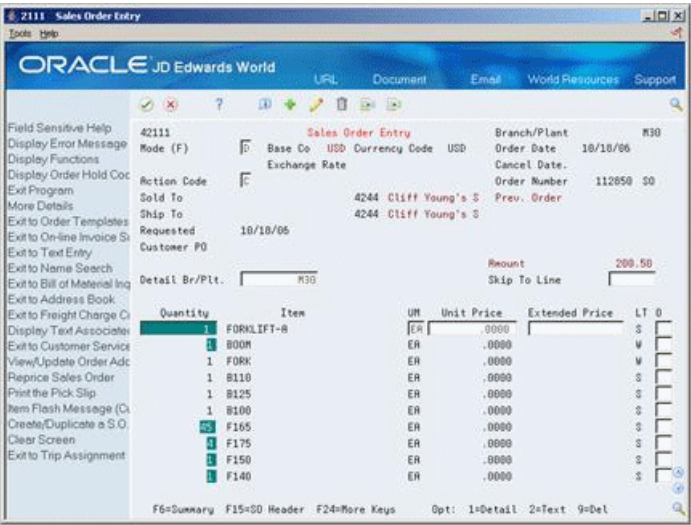 2111 Sales Order Entry
Tools Help
ORACLE JD Edwards World
URL Document Email World Resources Support
?
Field Sensitive Help
Display Error Message
Display Functions
Display Order Hold Coc
Exit Program
More Details
Exit to Order Templates
Exit to On-line Invoice S
Exit to Text Entry
Exit to Name Search
Exit to Bill of Material Inq
Exit to Address Book
Exit to Freight Charge C
Display Text Associate
Exit to Customer Service
View/Update Order Add
Reprice Sales Order
Print the Pick Slip
Item Flash Message (Cu
Create/Duplicate a S.O.
Clear Screen
Exit to Trip Assignment
42111 Sales Order Entry Branch/Plant M30
Mode (F) D Base Co USD Currency Code USD Order Date 10/18/06
Exchange Rate Cancel Date.
Action Code C Order Number 112850 SO
Sold To 4244 Cliff Young's S Prev. Order
Ship To 4244 Cliff Young's S
Requested 10/18/06
Customer PO
Amount 200.50
Detail Br/Plt. M30 Skip To Line
Quantity Item UM Unit Price Extended Price LT O
1 FORKLIFT-A EA .0000 S
1 BOOM EA .0000 W
1 FORK EA .0000 W
1 B110 EA .0000 S
1 B125 EA .0000 S
1 B100 EA .0000 S
45 F165 EA .0000 S
4 F175 EA .0000 S
1 F150 EA .0000 S
1 F140 EA .0000 S
F6=Summary F15=SO Header F24=More Keys Opt: 1=Detail 2=Text 9=Del